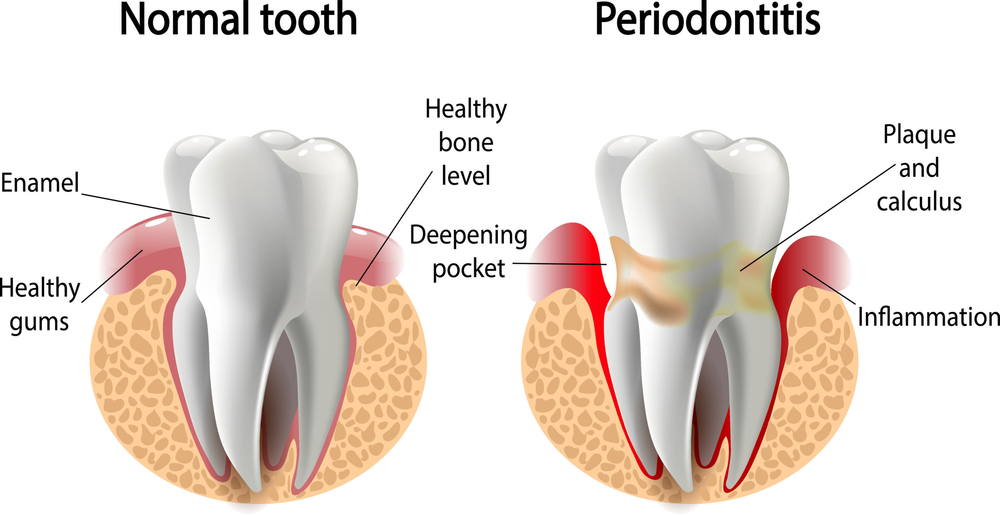 Normal tooth
Periodontitis
Healthy
bone
level
Plaque
and
calculus
Enamel
Deepening
pocket
Healthy
gums
Inflammation